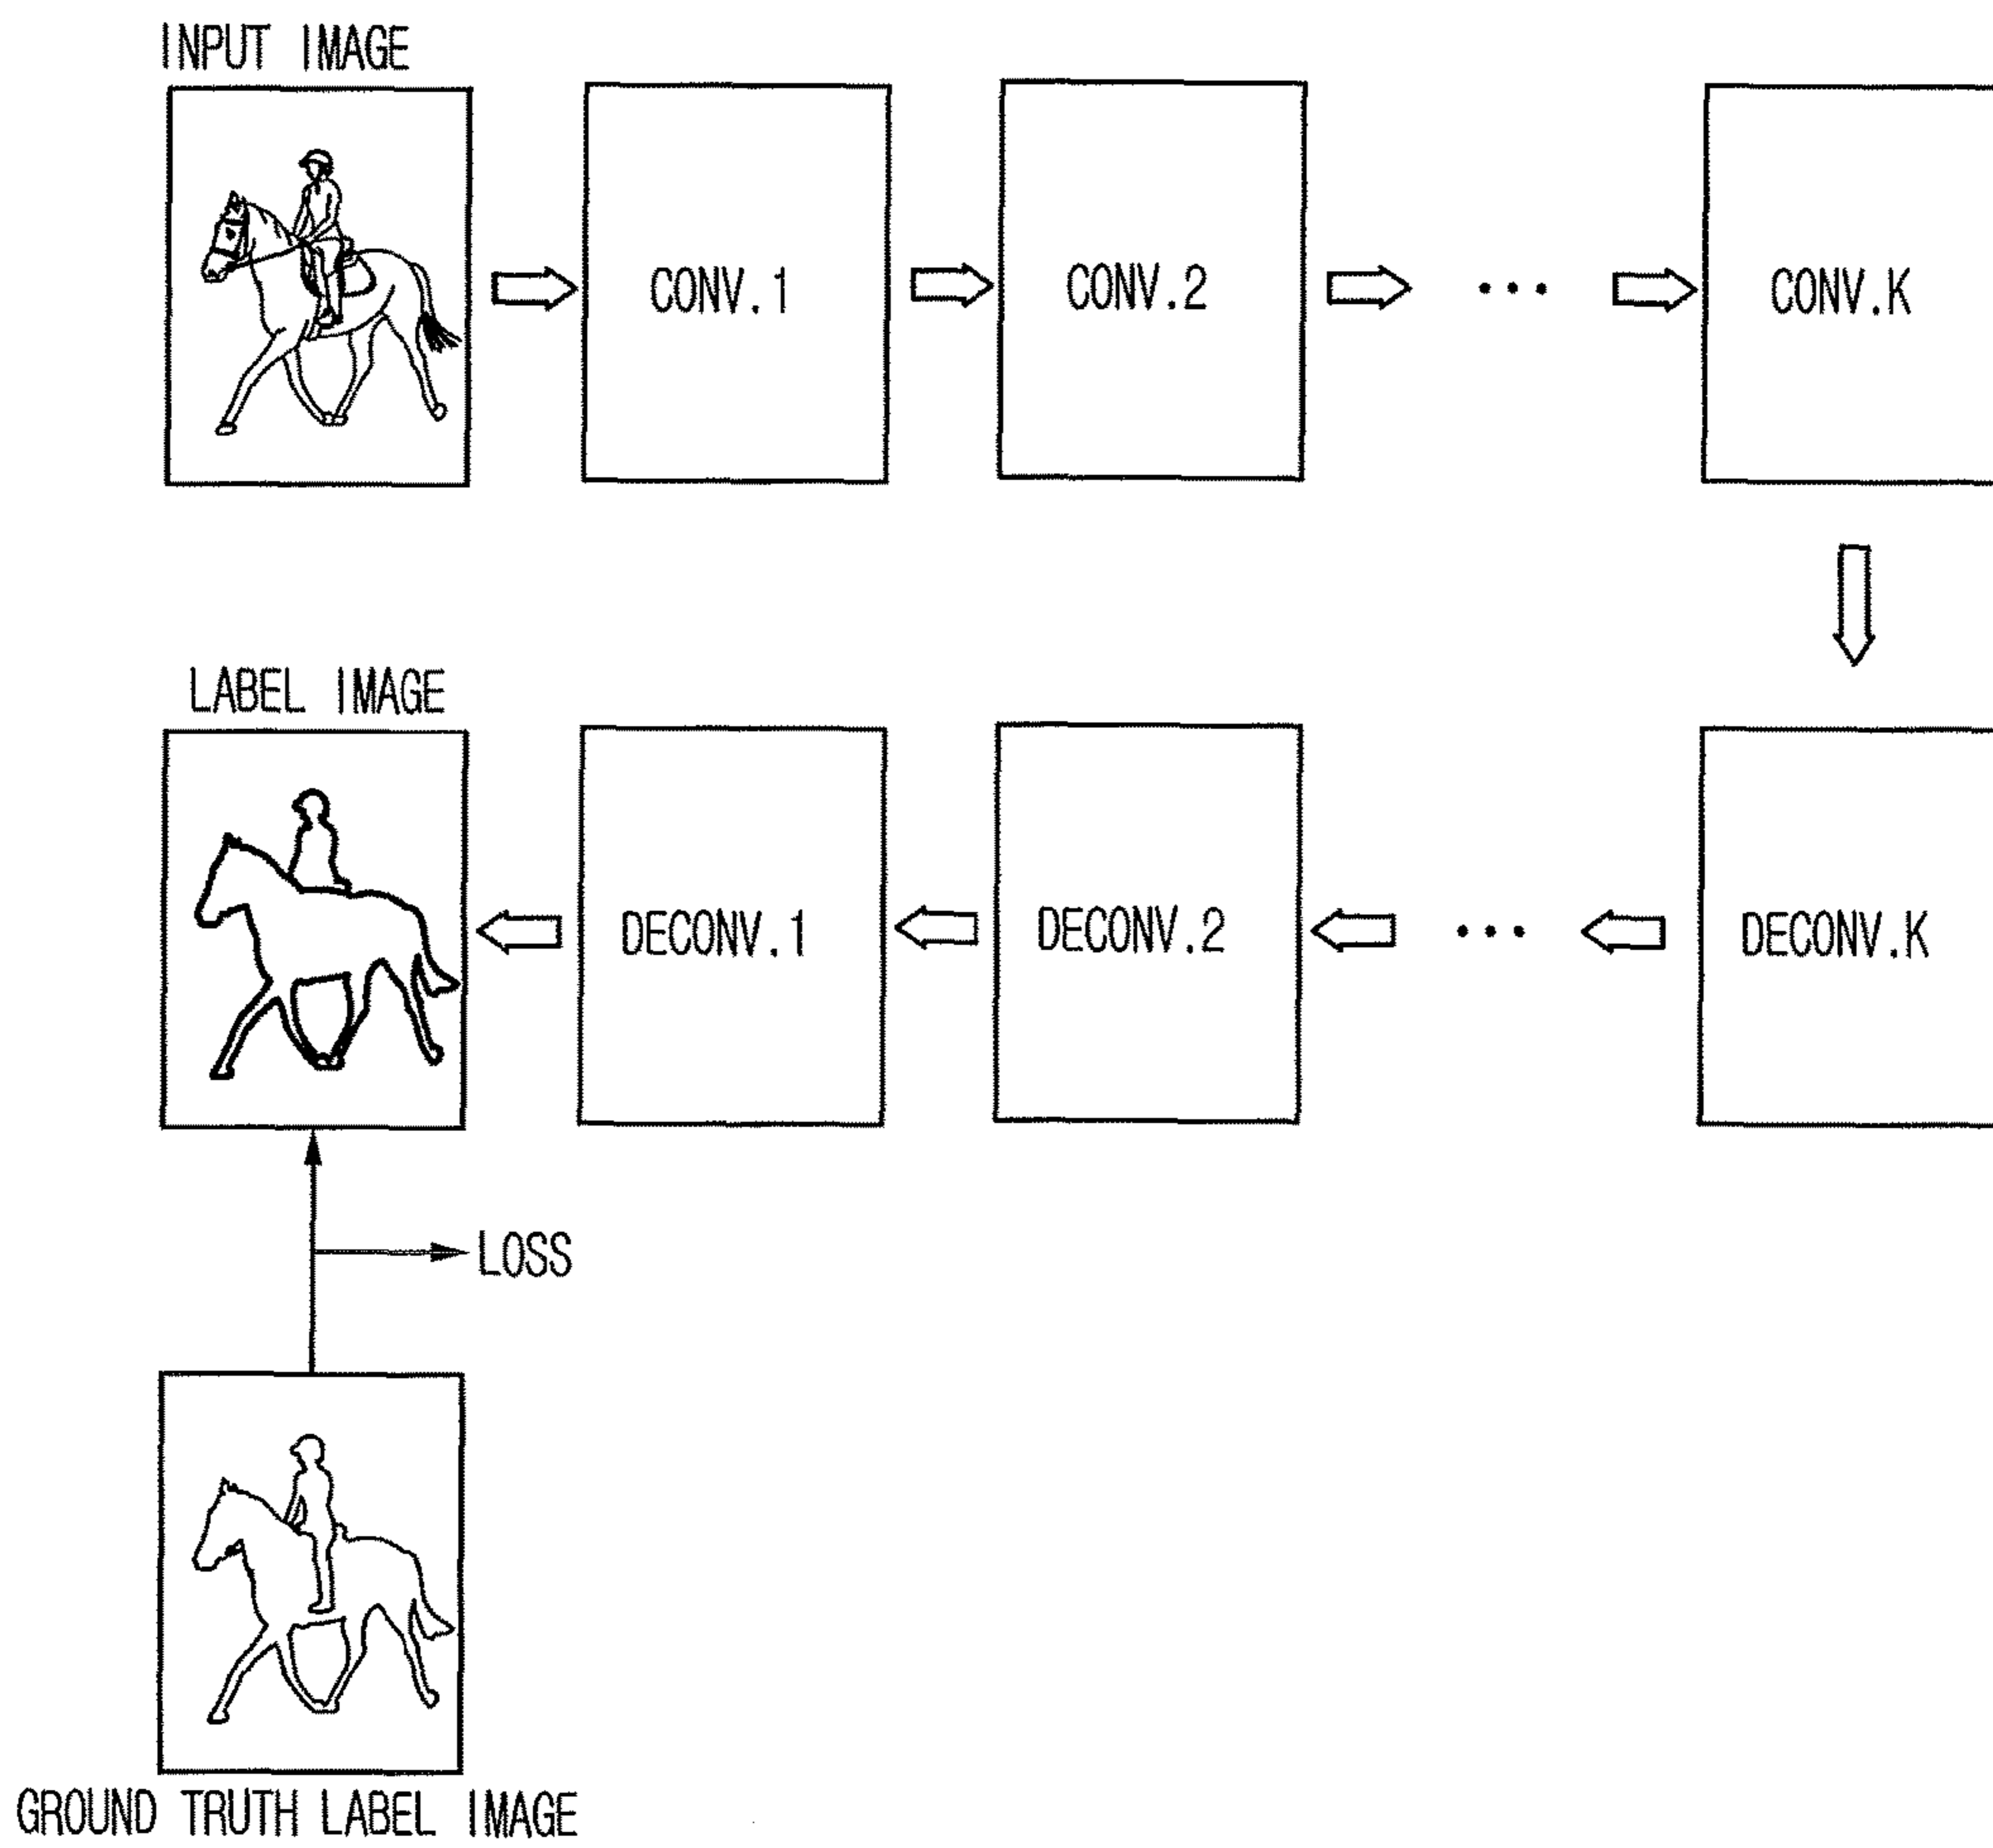 INPUT IMAGE
CONV.1
CONV.2
...
CONV.K
LABEL IMAGE
DECONV.1
DECONV.2
...
DECONV.K
LOSS
GROUND TRUTH LABEL IMAGE